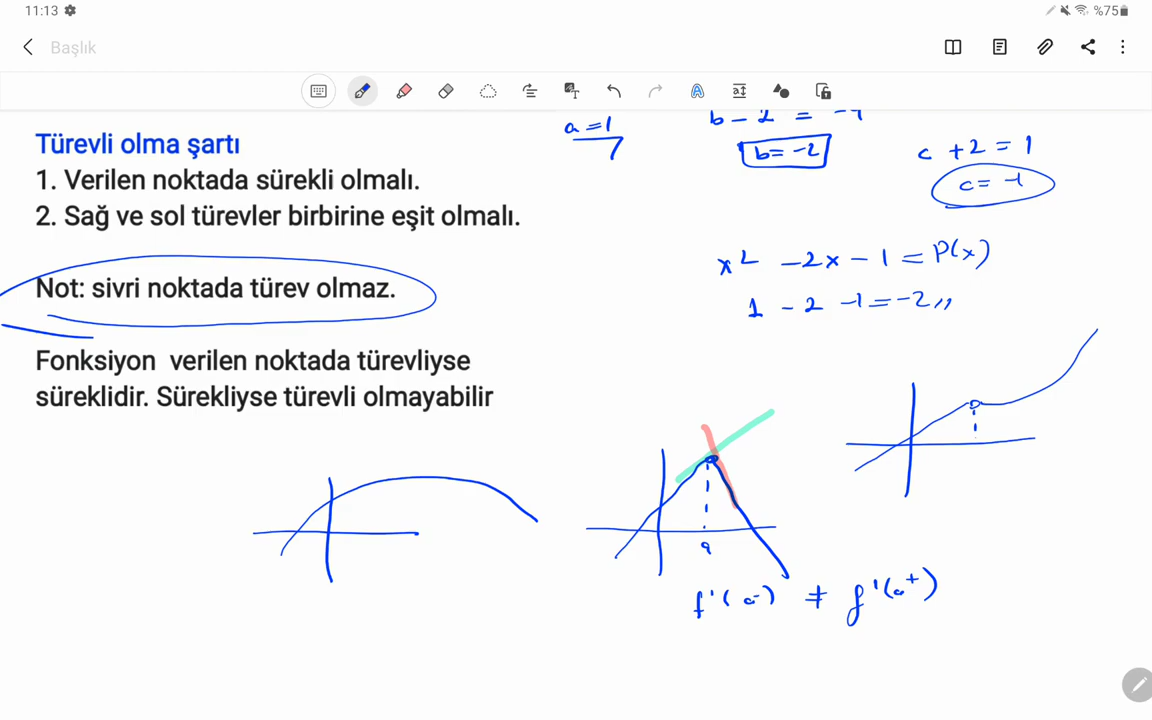 11:13 %75
Başlık
Türevli olma şartı
1. Verilen noktada sürekli olmalı.
2. Sağ ve sol türevler birbirine eşit olmalı.
Not: sivri noktada türev olmaz.
Fonksiyon verilen noktada türevliyse
süreklidir. Sürekliyse türevli olmayabilir
a = 1
b = -2
c + 2 = 1
c = -1
x² - 2x - 1 = P(x)
1 - 2 - 1 = -2
a
f'(a⁻) ≠ f'(a⁺)